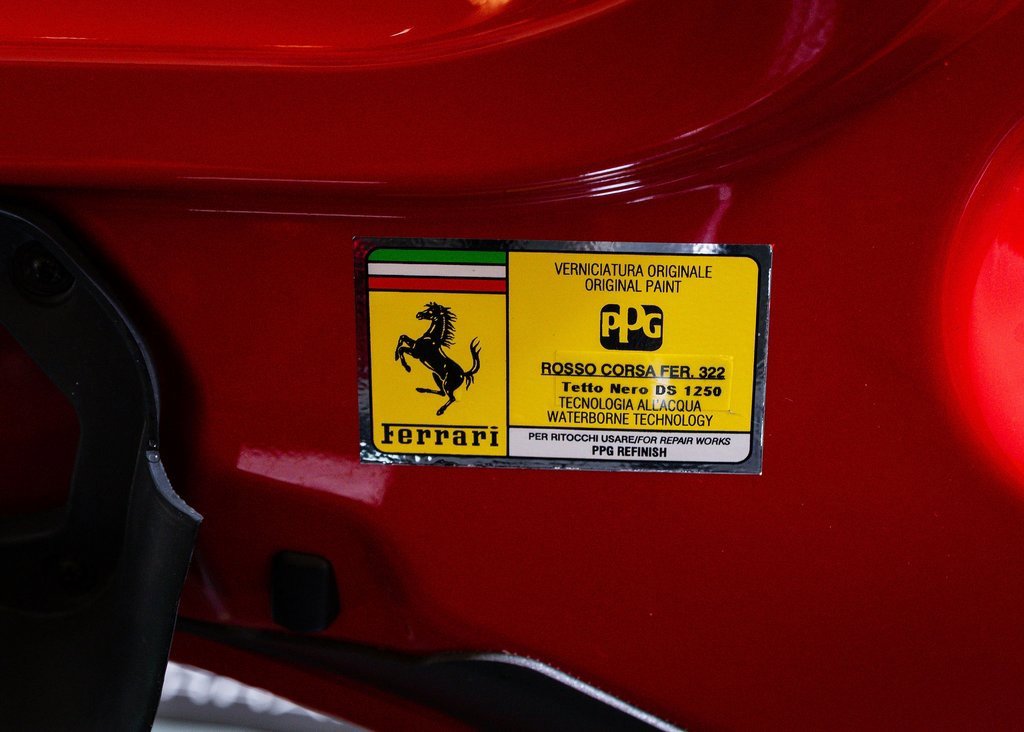 Ferrari
VERNICIATURA ORIGINALE
ORIGINAL PAINT
PPG
ROSSO CORSA FER. 322
Tetto Nero DS 1250
TECNOLOGIA ALL'ACQUA
WATERBORNE TECHNOLOGY
PER RITOCCHI USARE/FOR REPAIR WORKS
PPG REFINISH